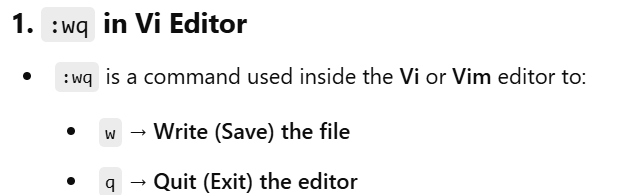 1. :wq in Vi Editor
• :wq is a command used inside the Vi or Vim editor to:
• w → Write (Save) the file
• q → Quit (Exit) the editor